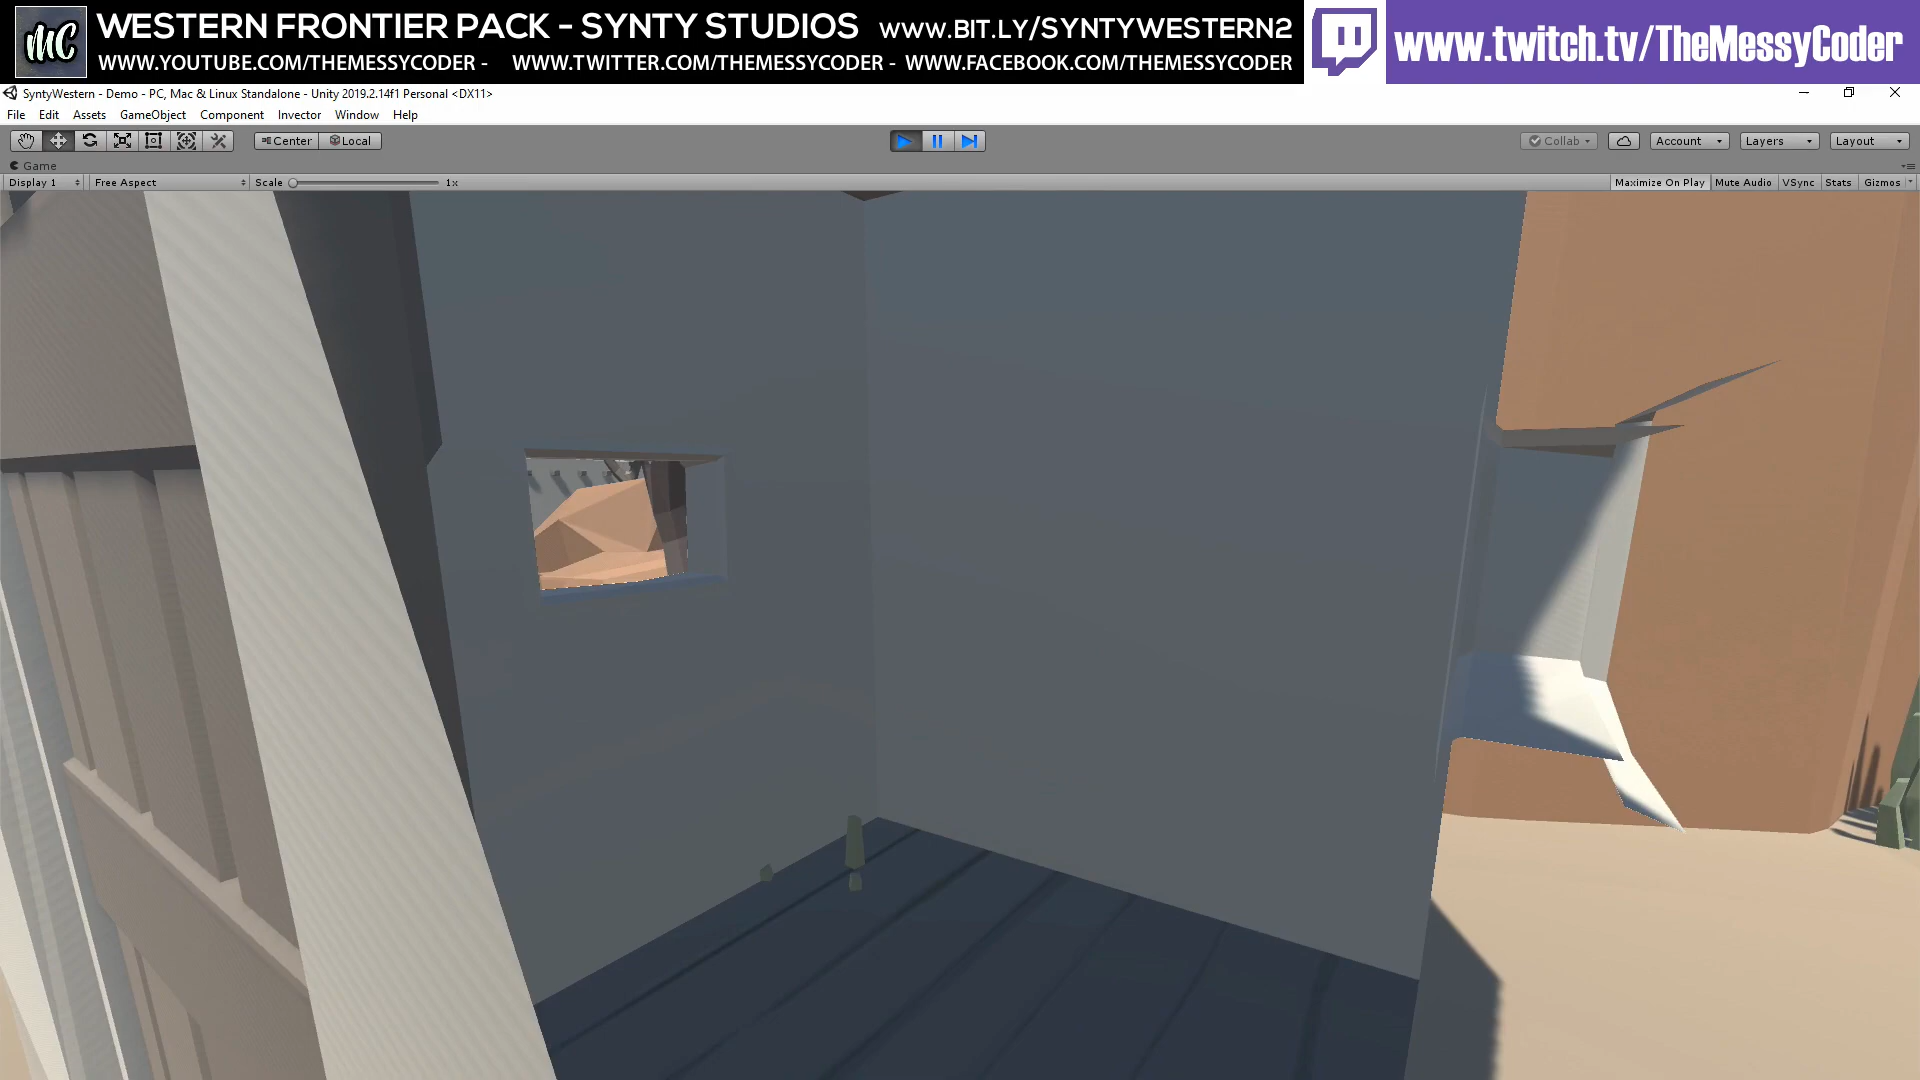 MC
WESTERN FRONTIER PACK - SYNTY STUDIOS WWW.BIT.LY/SYNTYWESTERN2
WWW.YOUTUBE.COM/THEMESSYCODER - WWW.TWITTER.COM/THEMESSYCODER - WWW.FACEBOOK.COM/THEMESSYCODER
www.twitch.tv/TheMessyCoder
SyntyWestern - Demo - PC, Mac & Linux Standalone - Unity 2019.2.14f1 Personal <DX11>
File Edit Assets GameObject Component Invector Window Help
Center Local Collab Account Layers Layout
Game
Display 1 Free Aspect Scale 1x Maximize On Play Mute Audio VSync Stats Gizmos